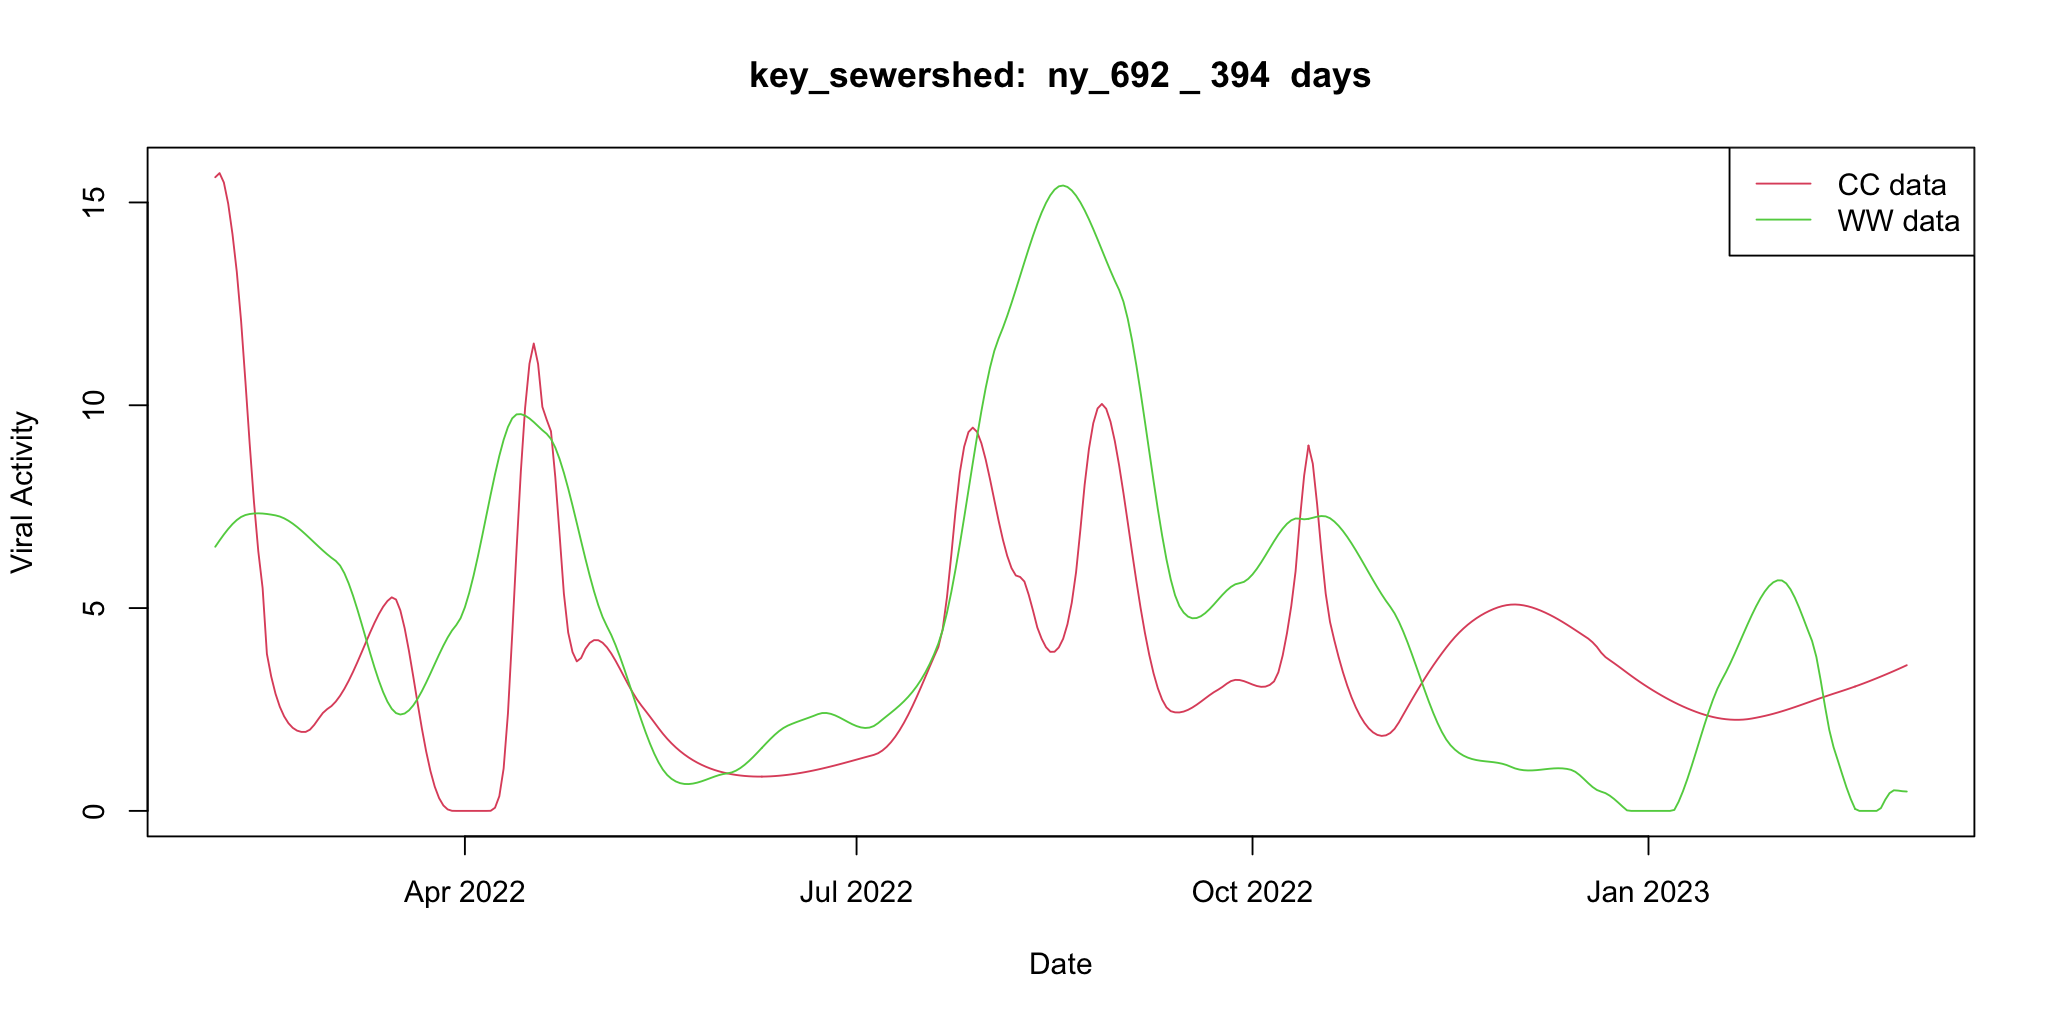 key_sewershed:  ny_692 _ 394  days
CC data
WW data
Viral Activity
15
10
5
0
Apr 2022
Jul 2022
Oct 2022
Jan 2023
Date